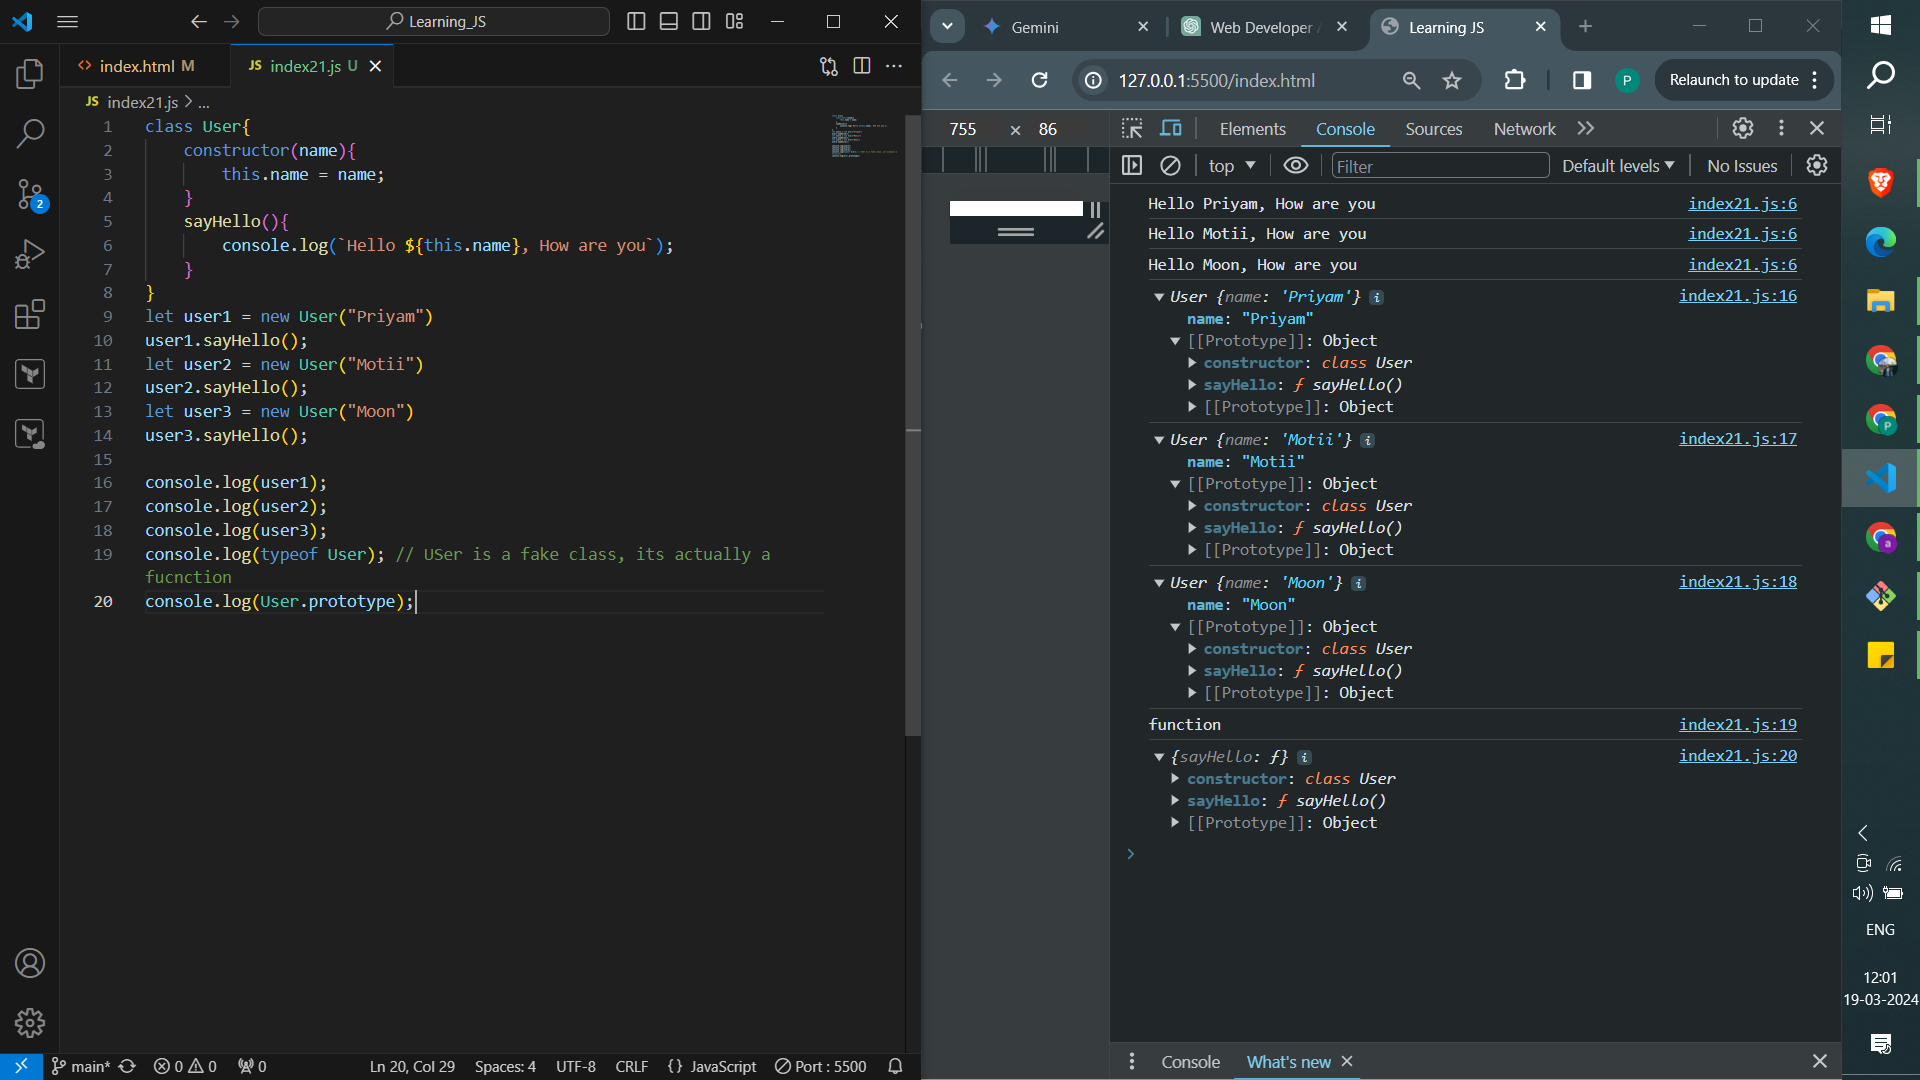 Learning_JS
index.html M
JS index21.js U
JS index21.js > ...
1 class User{
2 constructor(name){
3 this.name = name;
4 }
5 sayHello(){
6 console.log(`Hello ${this.name}, How are you`);
7 }
8 }
9 let user1 = new User("Priyam")
10 user1.sayHello();
11 let user2 = new User("Motii")
12 user2.sayHello();
13 let user3 = new User("Moon")
14 user3.sayHello();
15
16 console.log(user1);
17 console.log(user2);
18 console.log(user3);
19 console.log(typeof User); // USer is a fake class, its actually a
fucnction
20 console.log(User.prototype);
2
main* 0 0 0 Ln 20, Col 29 Spaces: 4 UTF-8 CRLF {} JavaScript Port : 5500
Gemini
Web Developer
Learning JS
127.0.0.1:5500/index.html
P
Relaunch to update
755 × 86
Elements Console Sources Network
top Filter Default levels No Issues
Hello Priyam, How are you index21.js:6
Hello Motii, How are you index21.js:6
Hello Moon, How are you index21.js:6
User {name: 'Priyam'} i index21.js:16
name: "Priyam"
[[Prototype]]: Object
constructor: class User
sayHello: ƒ sayHello()
[[Prototype]]: Object
User {name: 'Motii'} i index21.js:17
name: "Motii"
[[Prototype]]: Object
constructor: class User
sayHello: ƒ sayHello()
[[Prototype]]: Object
User {name: 'Moon'} i index21.js:18
name: "Moon"
[[Prototype]]: Object
constructor: class User
sayHello: ƒ sayHello()
[[Prototype]]: Object
function index21.js:19
{sayHello: ƒ} i index21.js:20
constructor: class User
sayHello: ƒ sayHello()
[[Prototype]]: Object
Console What's new
P
a
ENG
12:01
19-03-2024